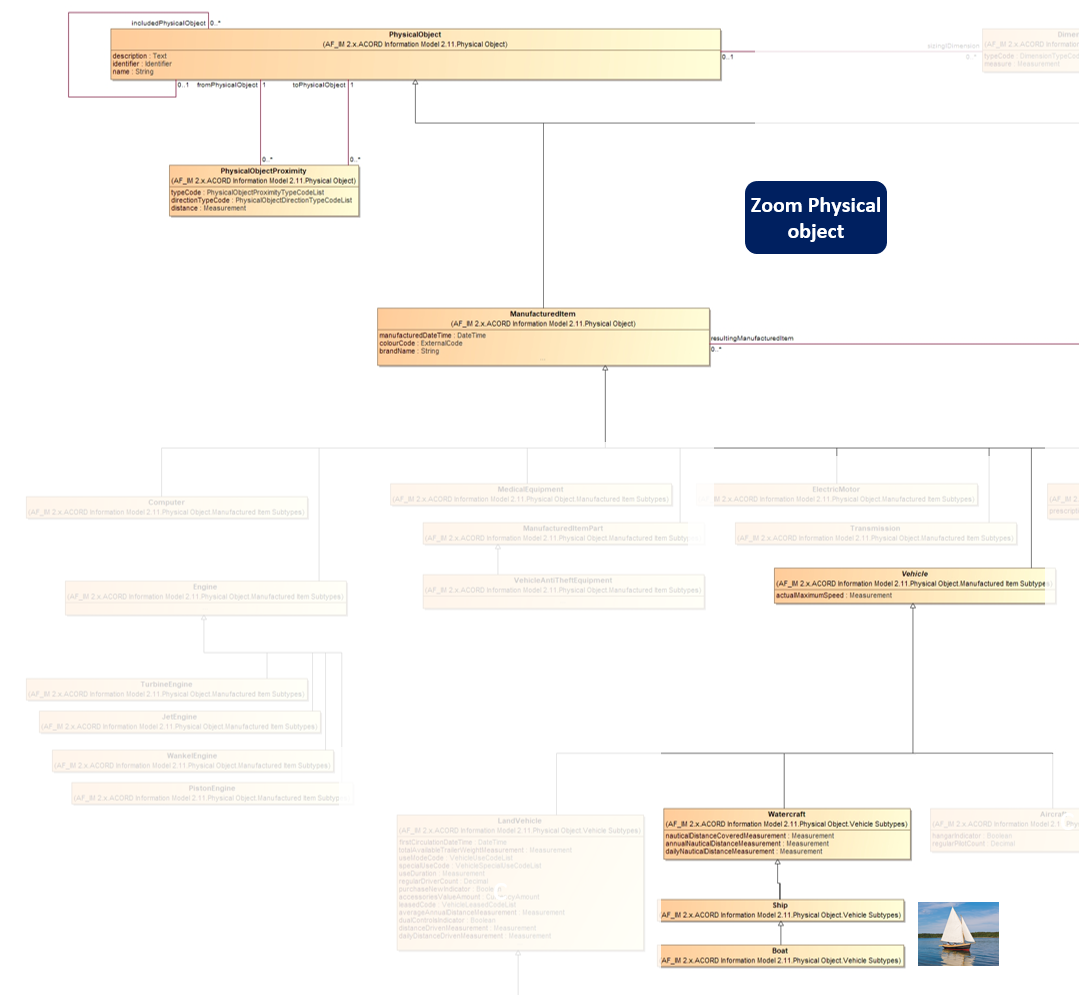 includedPhysicalObject 0..*
PhysicalObject
(AF_IM 2.x.ACORD Information Model 2.11.Physical Object)
description : Text
identifier : Identifier
name : String
0..1
sizingDimension
0..*
(AF_IM 2.x.ACORD Informatio
typeCode : DimensionTypeCod
measure : Measurement
0..1 fromPhysicalObject 1 toPhysicalObject 1
0..* 0..*
PhysicalObjectProximity
(AF_IM 2.x.ACORD Information Model 2.11.Physical Object)
typeCode : PhysicalObjectProximityTypeCodeList
directionTypeCode : PhysicalObjectDirectionTypeCodeList
distance : Measurement
Zoom Physical
object
ManufacturedItem
(AF_IM 2.x.ACORD Information Model 2.11.Physical Object)
manufacturedDateTime : DateTime
colourCode : ExternalCode
brandName : String
...
resultingManufacturedItem
0..*
Computer
(AF_IM 2.x.ACORD Information Model 2.11.Physical Object.Manufactured Item Subtypes)
MedicalEquipment
(AF_IM 2.x.ACORD Information Model 2.11.Physical Object.Manufactured Item Subtypes)
ElectricMotor
(AF_IM 2.x.ACORD Information Model 2.11.Physical Object.Manufactured Item Subtypes)
(AF_IM 2.
prescripti
ManufacturedItemPart
(AF_IM 2.x.ACORD Information Model 2.11.Physical Object.Manufactured Item Subtyp
Transmission
(AF_IM 2.x.ACORD Information Model 2.11.Physical Object.Manufactured Item Subtypes)
Engine
(AF_IM 2.x.ACORD Information Model 2.11.Physical Object.Manufactured Item Subtypes)
VehicleAntiTheftEquipment
(AF_IM 2.x.ACORD Information Model 2.11.Physical Object.Manufactured Item Subtypes)
Vehicle
(AF_IM 2.x.ACORD Information Model 2.11.Physical Object.Manufactured Item Subtypes)
actualMaximumSpeed : Measurement
TurbineEngine
(AF_IM 2.x.ACORD Information Model 2.11.Physical Object.Manufactured Item Subtypes)
JetEngine
(AF_IM 2.x.ACORD Information Model 2.11.Physical Object.Manufactured Item Subtypes)
WankelEngine
(AF_IM 2.x.ACORD Information Model 2.11.Physical Object.Manufactured Item Subtypes)
PistonEngine
(AF_IM 2.x.ACORD Information Model 2.11.Physical Object.Manufactured Item Subtyp
LandVehicle
(AF_IM 2.x.ACORD Information Model 2.11.Physical Object.Vehicle Subtypes)
firstCirculationDateTime : DateTime
totalAvailableTrailerWeightMeasurement : Measurement
useModeCode : VehicleUseCodeList
specialUseCode : VehicleSpecialUseCodeList
useDuration : Measurement
regularDriverCount : Decimal
purchaseNewIndicator :
accessoriesValueAmount :
leasedCode : VehicleLeasedCodeList
averageAnnualDistanceMeasurement : Measurement
dualControlsIndicator : Boolean
distanceDrivenMeasurement : Measurement
dailyDistanceDrivenMeasurement : Measurement
Watercraft
(AF_IM 2.x.ACORD Information Model 2.11.Physical Object.Vehicle Subtypes)
nauticalDistanceCoveredMeasurement : Measurement
annualNauticalDistanceMeasurement : Measurement
dailyNauticalDistanceMeasurement : Measurement
(AF_IM 2.x.ACORD Information Model 2.1
hangarIndicator : Boolean
regularPilotCount : Decimal
Ship
AF_IM 2.x.ACORD Information Model 2.11.Physical Object.Vehicle Subtypes)
Boat
AF_IM 2.x.ACORD Information Model 2.11.Physical Object.Vehicle Subtypes)